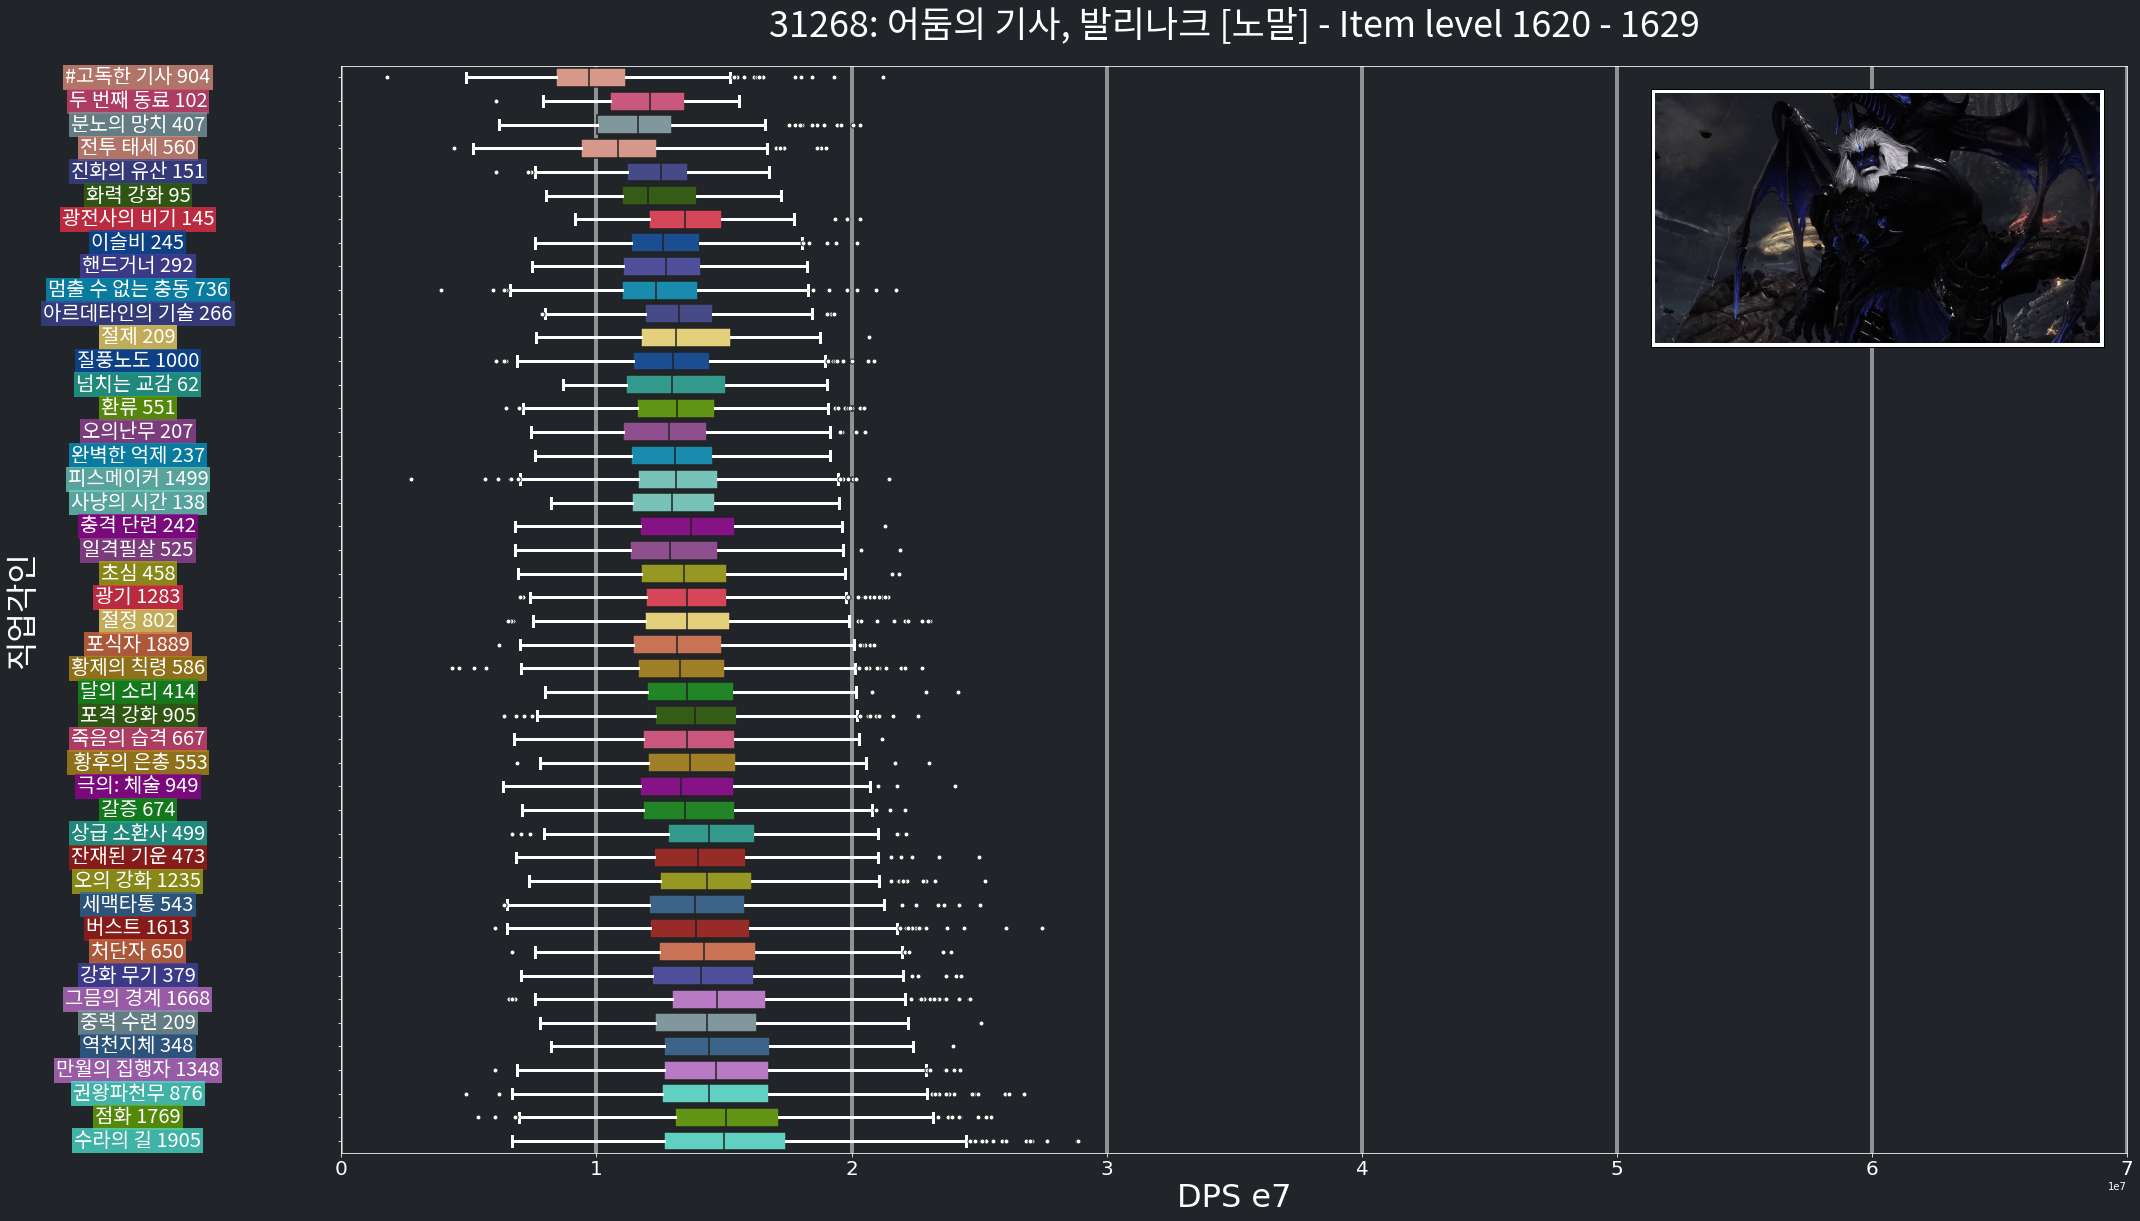 31268: 어둠의 기사, 발리나크 [노말] - Item level 1620 - 1629
#고독한 기사 904
두 번째 동료 102
분노의 망치 407
전투 태세 560
진화의 유산 151
화력 강화 95
광전사의 비기 145
이슬비 245
핸드거너 292
멈출 수 없는 충동 736
아르데타인의 기술 266
절제 209
질풍노도 1000
넘치는 교감 62
환류 551
오의난무 207
완벽한 억제 237
피스메이커 1499
사냥의 시간 138
충격 단련 242
일격필살 525
초심 458
광기 1283
절정 802
포식자 1889
황제의 칙령 586
달의 소리 414
포격 강화 905
죽음의 습격 667
황후의 은총 553
극의: 체술 949
갈증 674
상급 소환사 499
잔재된 기운 473
오의 강화 1235
세맥타통 543
버스트 1613
처단자 650
강화 무기 379
그믐의 경계 1668
중력 수련 209
역천지체 348
만월의 집행자 1348
권왕파천무 876
점화 1769
수라의 길 1905
직업각인
0 1 2 3 4 5 6 7
DPS e7
1e7